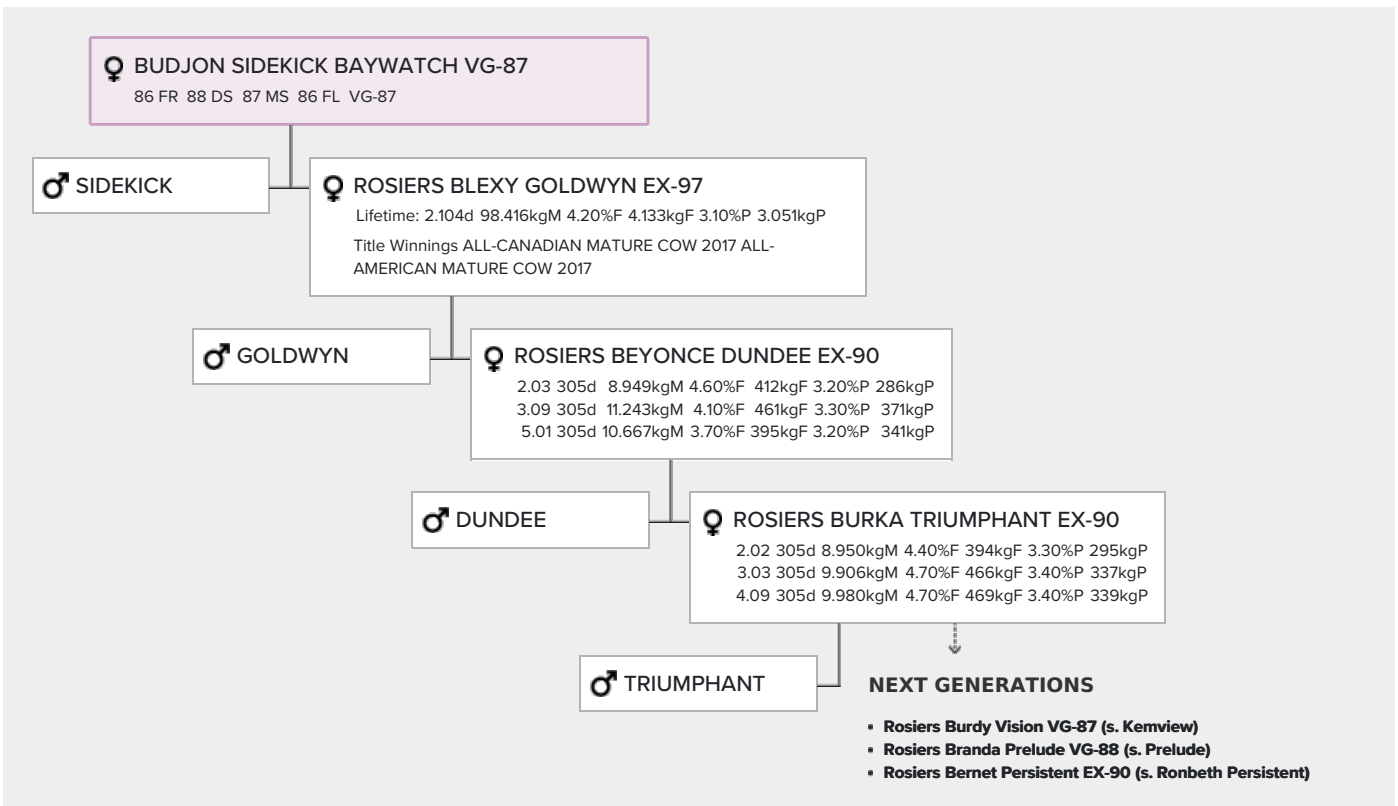 BUDJON SIDEKICK BAYWATCH VG-87
86 FR 88 DS 87 MS 86 FL VG-87
SIDEKICK
ROSIERS BLEXY GOLDWYN EX-97
Lifetime: 2.104d 98.416kgM 4.20%F 4.133kgF 3.10%P 3.051kgP
Title Winnings ALL-CANADIAN MATURE COW 2017 ALL-
AMERICAN MATURE COW 2017
GOLDWYN
ROSIERS BEYONCE DUNDEE EX-90
2.03 305d 8.949kgM 4.60%F 412kgF 3.20%P 286kgP
3.09 305d 11.243kgM 4.10%F 461kgF 3.30%P 371kgP
5.01 305d 10.667kgM 3.70%F 395kgF 3.20%P 341kgP
DUNDEE
ROSIERS BURKA TRIUMPHANT EX-90
2.02 305d 8.950kgM 4.40%F 394kgF 3.30%P 295kgP
3.03 305d 9.906kgM 4.70%F 466kgF 3.40%P 337kgP
4.09 305d 9.980kgM 4.70%F 469kgF 3.40%P 339kgP
TRIUMPHANT
NEXT GENERATIONS
• Rosiers Burdy Vision VG-87 (s. Kemview)
• Rosiers Branda Prelude VG-88 (s. Prelude)
• Rosiers Bernet Persistent EX-90 (s. Ronbeth Persistent)